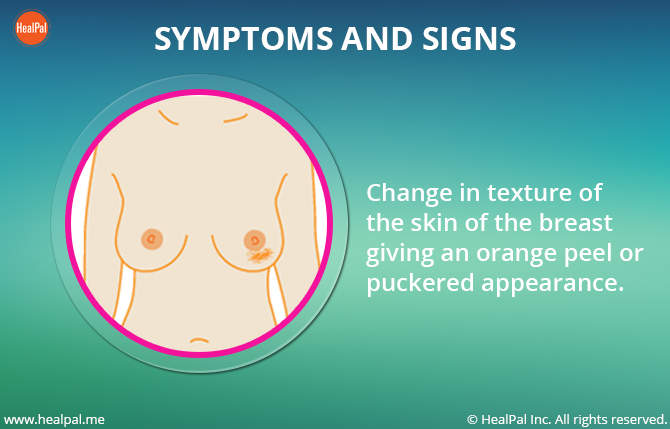 HealPal
SYMPTOMS AND SIGNS
Change in texture of
the skin of the breast
giving an orange peel or
puckered appearance.
www.healpal.me
© HealPal Inc. All rights reserved.